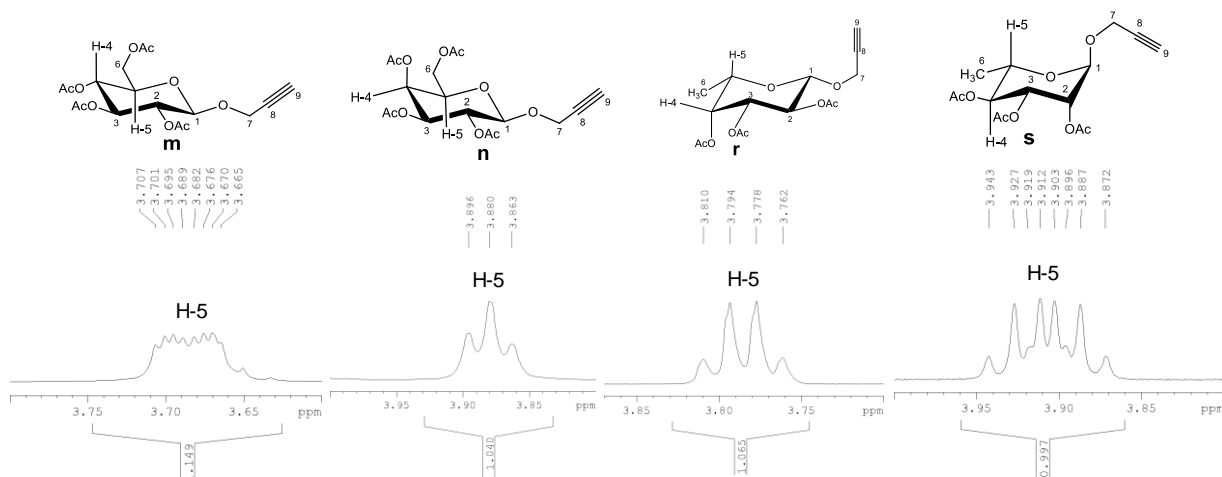 H-4
OAc
6
O
AcO
AcO
2
3
H-5
OAc
1
O
7
8
9
m
AcO
OAc
6
O
H-4
AcO
2
3
H-5
OAc
1
O
7
8
9
n
9
8
H-5
6
H₃C
O
1
O
7
H-4
3
2
OAc
AcO
OAc
r
H-5
7
8
9
O
6
H₃C
O
1
3
2
AcO
AcO
H-4
OAc
s
3.707
3.701
3.695
3.689
3.682
3.676
3.670
3.665
3.896
3.880
3.863
3.810
3.794
3.778
3.762
3.943
3.927
3.919
3.912
3.903
3.896
3.887
3.872
H-5
H-5
H-5
H-5
3.75 3.70 3.65 ppm
3.95 3.90 3.85 ppm
3.85 3.80 3.75 ppm
3.95 3.90 3.85 ppm
.149
1.040
1.065
0.997